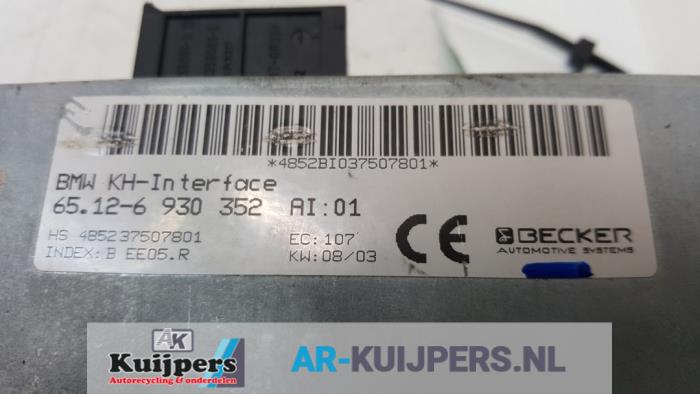 *4852BI037507801*
BMW KH-Interface
65.12-6 930 352 AI:01
HS 485237507801 EC:107
INDEX: B EE05.R KW:08/03
CE
BECKER
AUTOMOTIVE SYSTEMS
AK
Kuijpers
Autorecycling & onderdelen
AR-KUIJPERS.NL